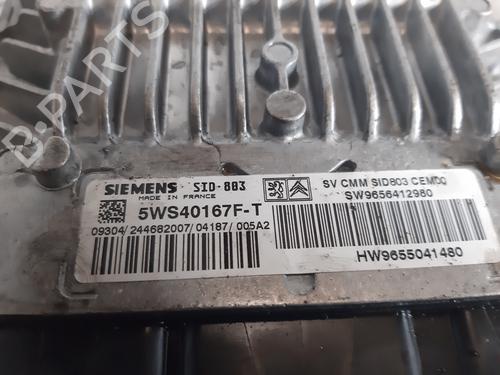 B-PARTS
SIEMENS SID-803
MADE IN FRANCE
5WS40167F-T
09304/244682007/04187/005A2
SV CMM SID803 CEM00
SW9656412980
HW9655041480